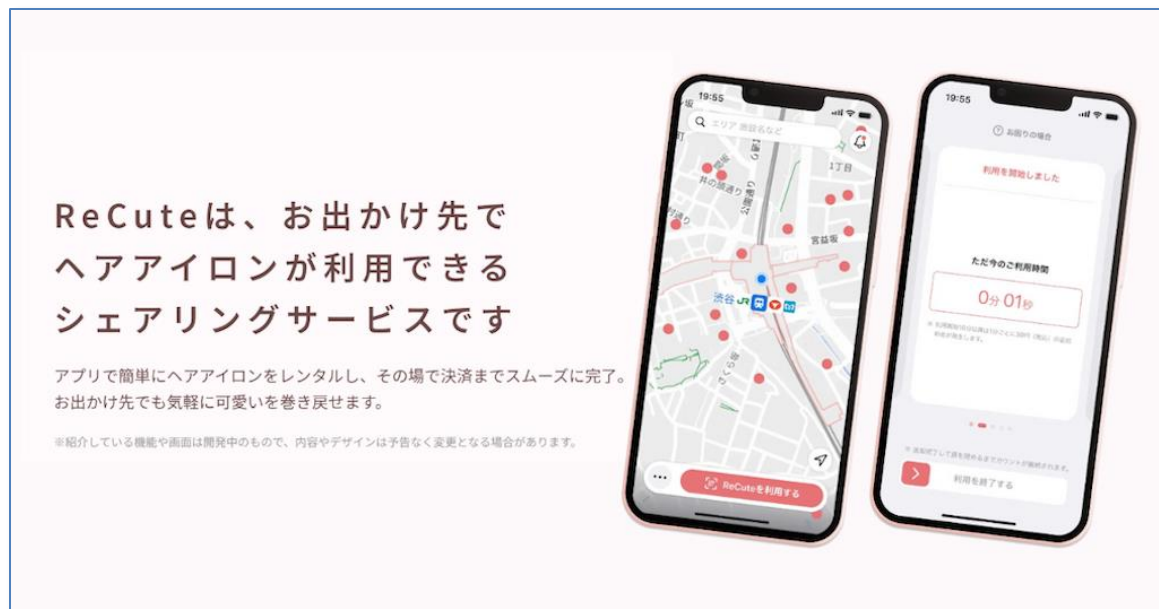 ReCuteは、お出かけ先で
ヘアアイロンが利用できる
シェアリングサービスです
アプリで簡単にヘアアイロンをレンタルし、その場で決済までスムーズに完了。
お出かけ先でも気軽に可愛いを巻き戻せます。
※紹介している機能や画面は開発中のもので、内容やデザインは予告なく変更となる場合があります。
19:55
エリア 施設名など
1丁目
井の頭通り
公園通り
宮益坂
渋谷 JR
ReCuteを利用する
19:55
お困りの場合
利用を開始しました
ただ今のご利用時間
0分 01秒
利用を終了する